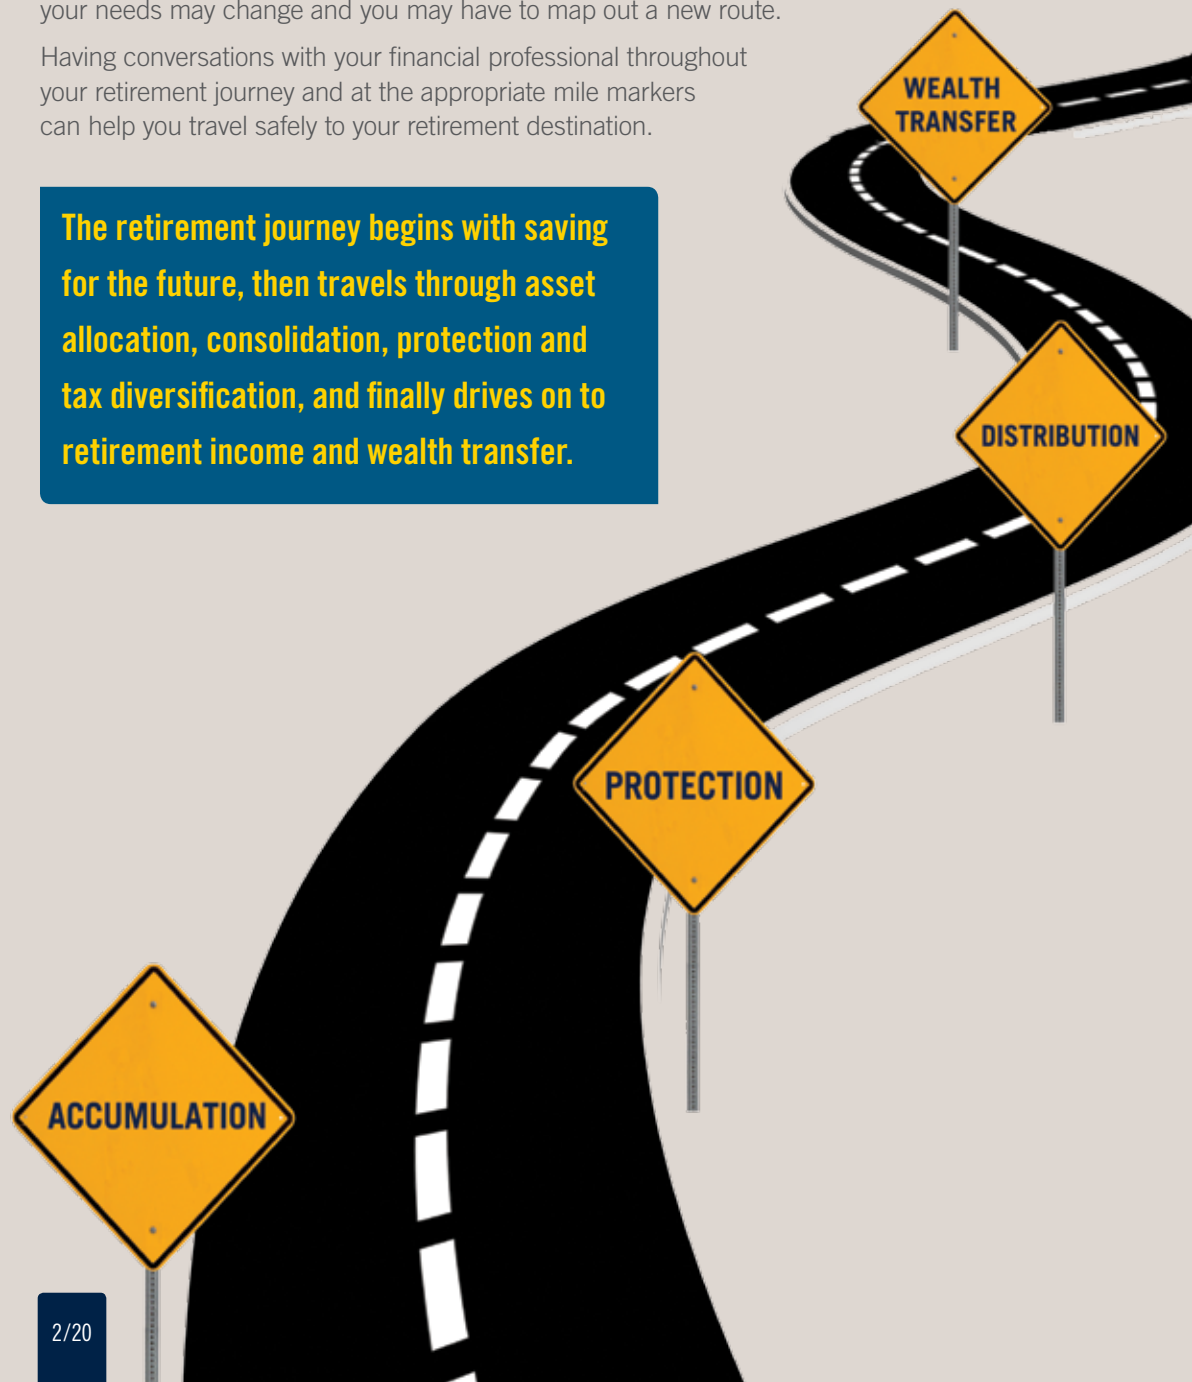 your needs may change and you may have to map out a new route.
Having conversations with your financial professional throughout
your retirement journey and at the appropriate mile markers
can help you travel safely to your retirement destination.
The retirement journey begins with saving
for the future, then travels through asset
allocation, consolidation, protection and
tax diversification, and finally drives on to
retirement income and wealth transfer.
WEALTH
TRANSFER
DISTRIBUTION
PROTECTION
ACCUMULATION
2/20